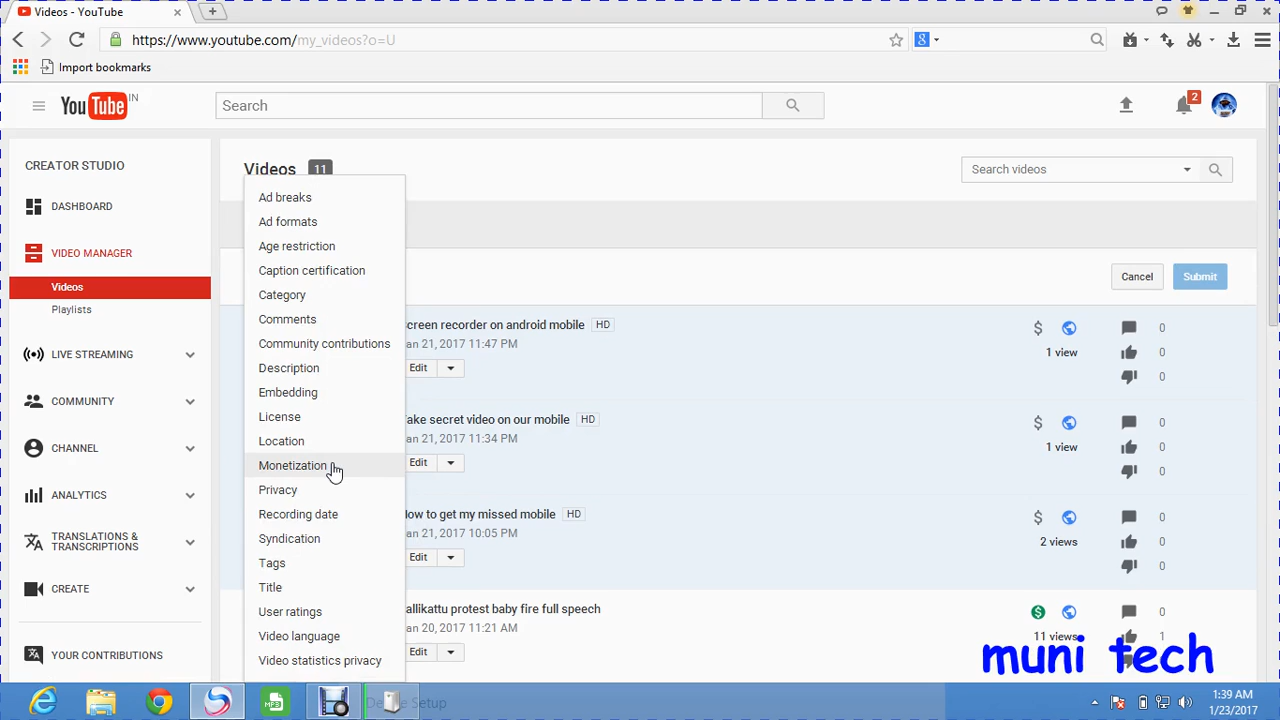 Videos - YouTube
https://www.youtube.com/my_videos?o=U
Import bookmarks
YouTube IN
Search
2
CREATOR STUDIO
DASHBOARD
VIDEO MANAGER
Videos
Playlists
LIVE STREAMING
COMMUNITY
CHANNEL
ANALYTICS
TRANSLATIONS &
TRANSCRIPTIONS
CREATE
YOUR CONTRIBUTIONS
Videos 11
Search videos
Ad breaks
Ad formats
Age restriction
Caption certification
Category
Comments
Community contributions
Description
Embedding
License
Location
Monetization
Privacy
Recording date
Syndication
Tags
Title
User ratings
Video language
Video statistics privacy
Cancel
Submit
screen recorder on android mobile HD
an 21, 2017 11:47 PM
Edit
$
1 view
0
0
0
Take secret video on our mobile HD
an 21, 2017 11:34 PM
Edit
$
1 view
0
0
0
How to get my missed mobile HD
an 21, 2017 10:05 PM
Edit
$
2 views
0
0
0
allikattu protest baby fire full speech
an 20, 2017 11:21 AM
Edit
$
11 views
0
1
muni tech
MP3
Setup
1:39 AM
1/23/2017